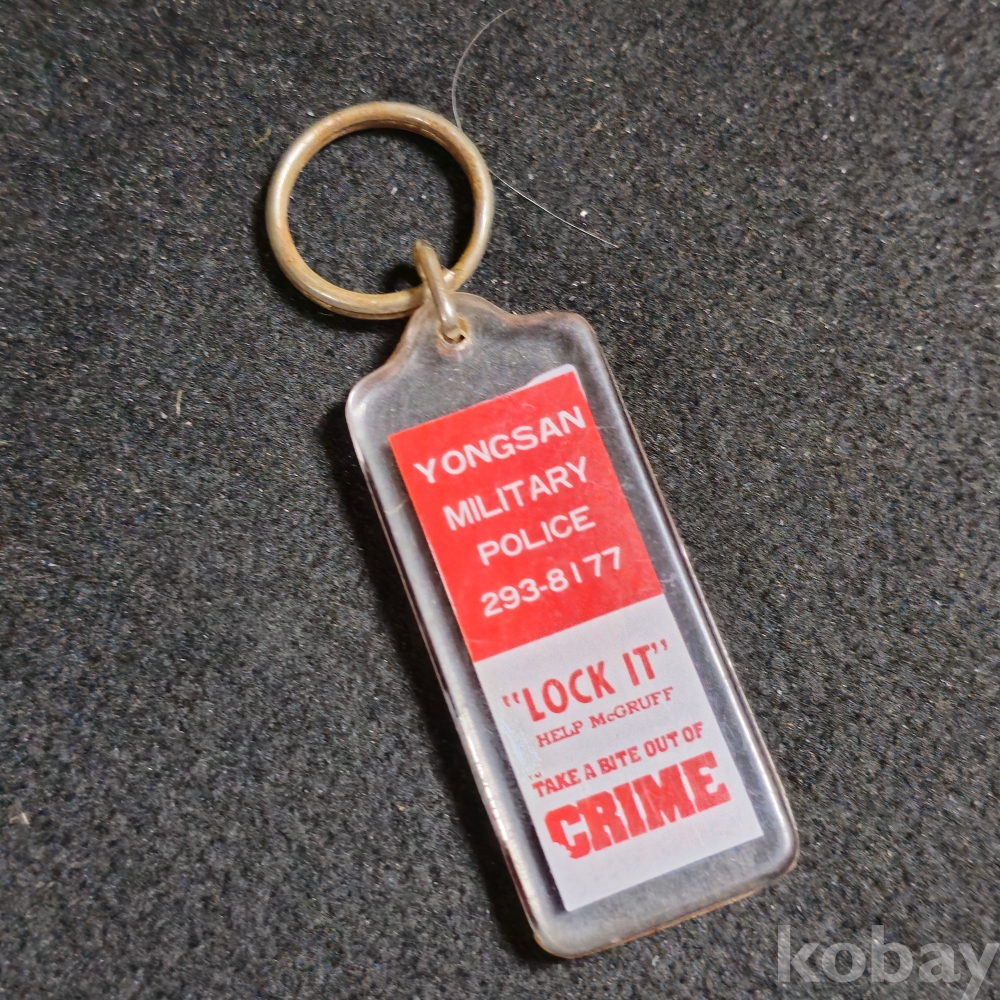 YONGSAN
MILITARY
POLICE
293-8177
"LOCK IT"
HELP McGRUFF
TAKE A BITE OUT OF
CRIME
kobay